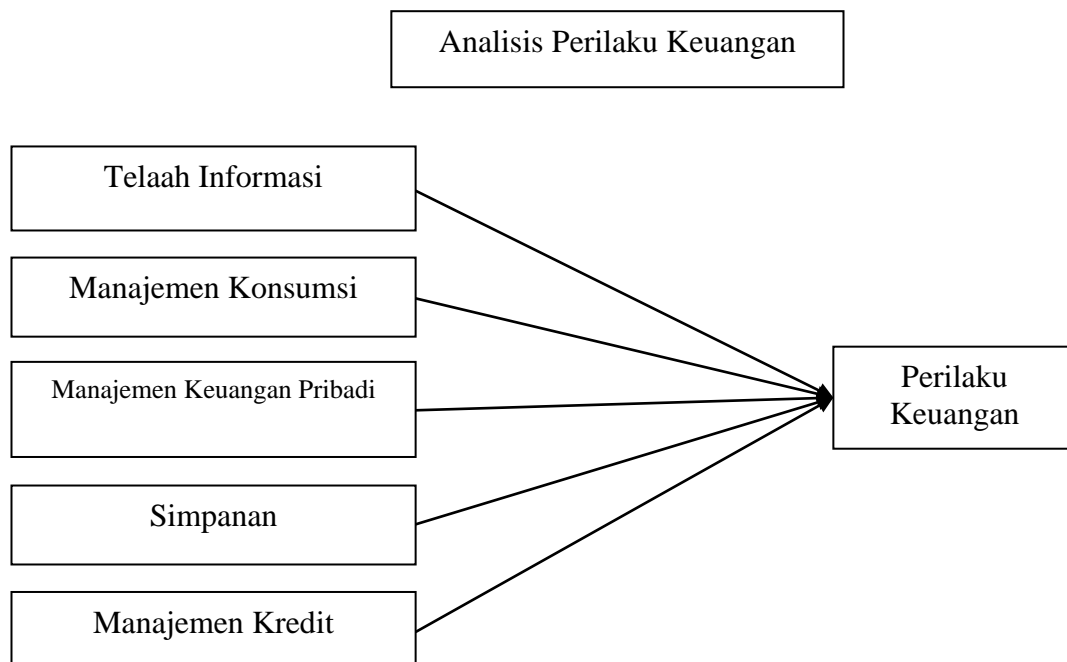 Analisis Perilaku Keuangan
Telaah Informasi
Manajemen Konsumsi
Manajemen Keuangan Pribadi
Simpanan
Manajemen Kredit
Perilaku
Keuangan